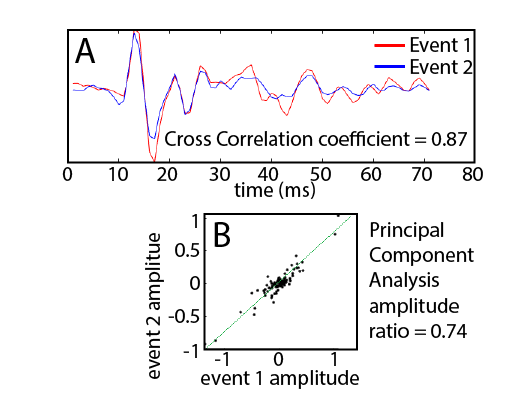 A
Event 1
Event 2
Cross Correlation coefficient = 0.87
0 10 20 30 40 50 60 70 80
time (ms)
B
1
0.5
0
-0.5
-1
event 2 amplitue
-1 0 1
event 1 amplitude
Principal
Component
Analysis
amplitude
ratio = 0.74